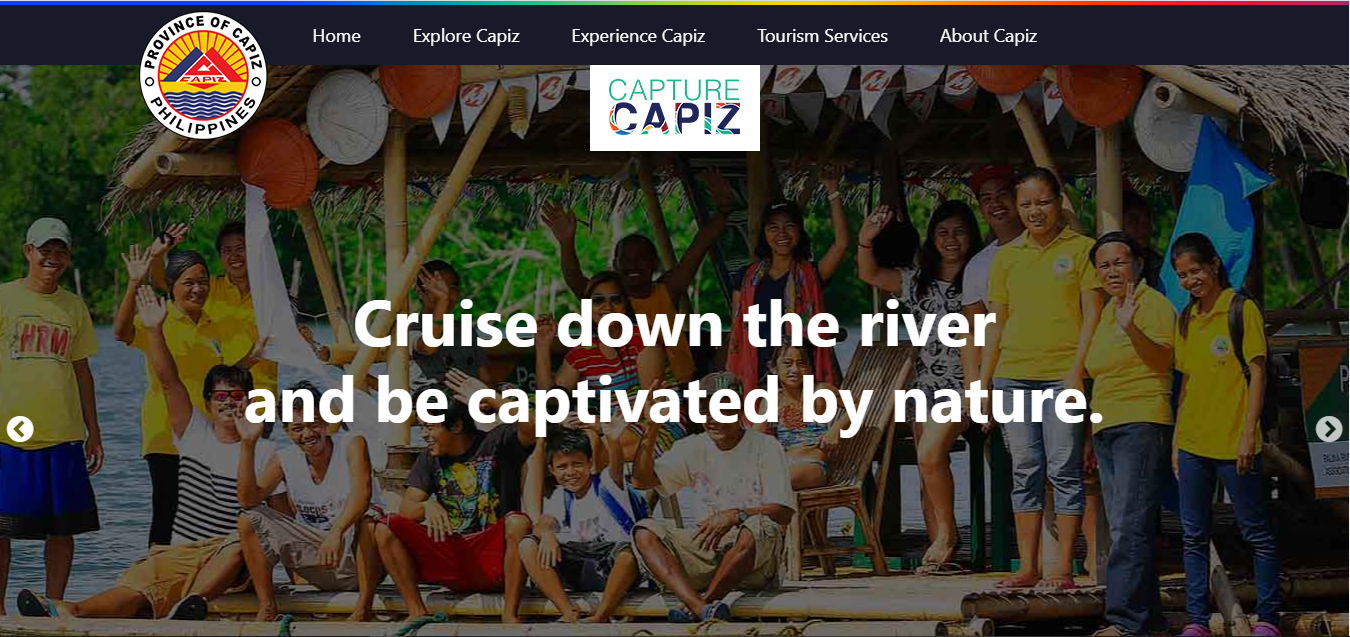 PROVINCE OF CAPIZ
CAPIZ
PHILIPPINES
Home
Explore Capiz
Experience Capiz
Tourism Services
About Capiz
CAPTURE
CAPIZ
HRM
Cruise down the river
and be captivated by nature.